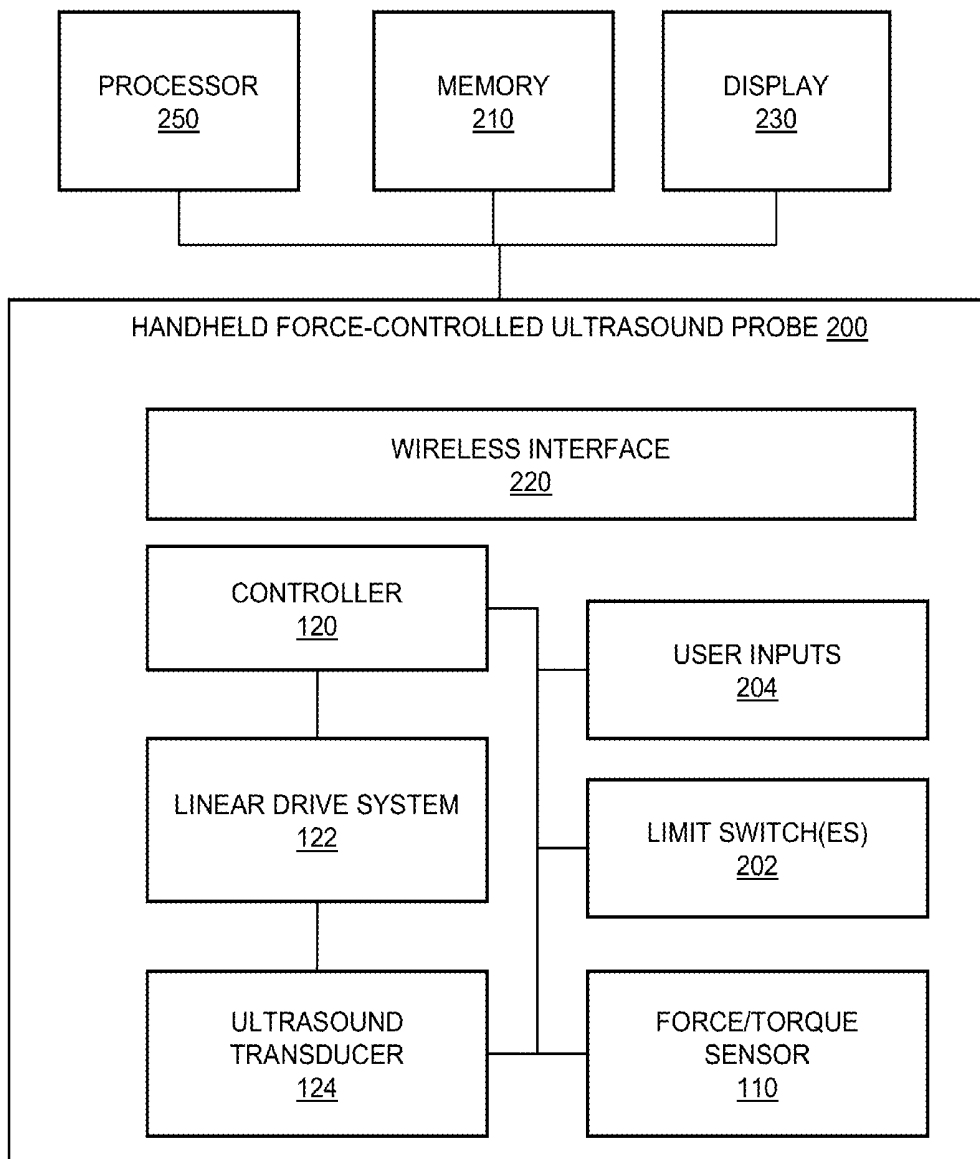 PROCESSOR
250
MEMORY
210
DISPLAY
230
HANDHELD FORCE-CONTROLLED ULTRASOUND PROBE 200
WIRELESS INTERFACE
220
CONTROLLER
120
USER INPUTS
204
LINEAR DRIVE SYSTEM
122
LIMIT SWITCH(ES)
202
ULTRASOUND
TRANSDUCER
124
FORCE/TORQUE
SENSOR
110